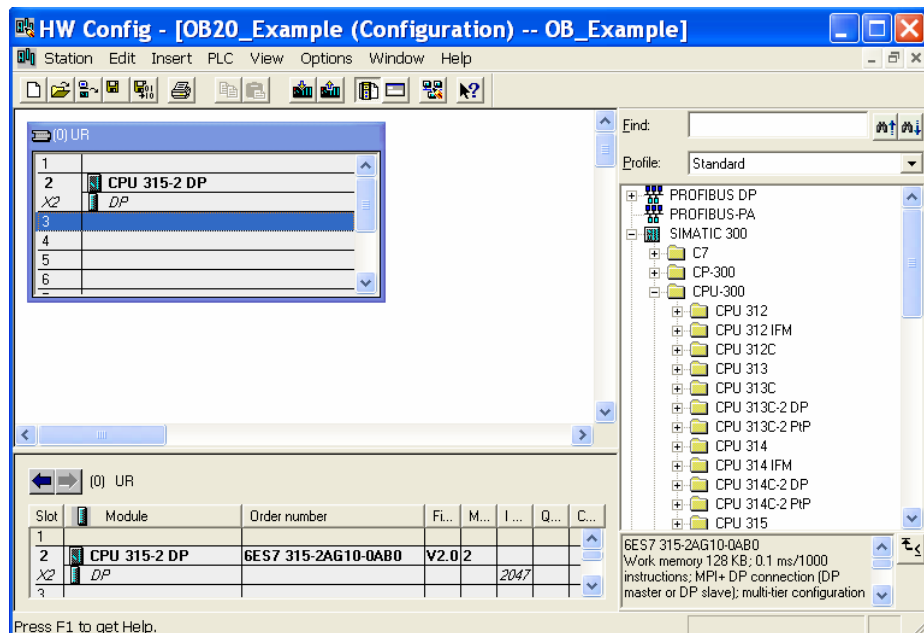 HW Config - [OB20_Example (Configuration) -- OB_Example]
Station Edit Insert PLC View Options Window Help
(0) UR
1
2 CPU 315-2 DP
X2 DP
3
4
5
6
Find:
Profile: Standard
PROFIBUS DP
PROFIBUS-PA
SIMATIC 300
C7
CP-300
CPU-300
CPU 312
CPU 312 IFM
CPU 312C
CPU 313
CPU 313C
CPU 313C-2 DP
CPU 313C-2 PtP
CPU 314
CPU 314 IFM
CPU 314C-2 DP
CPU 314C-2 PtP
CPU 315
(0) UR
Slot Module Order number Fi... M... I ... Q... C...
1
2 CPU 315-2 DP 6ES7 315-2AG10-0AB0 V2.0 2
X2 DP 2047
3
6ES7 315-2AG10-0AB0
Work memory 128 KB; 0.1 ms/1000
instructions; MPI+ DP connection (DP
master or DP slave); multi-tier configuration
Press F1 to get Help.